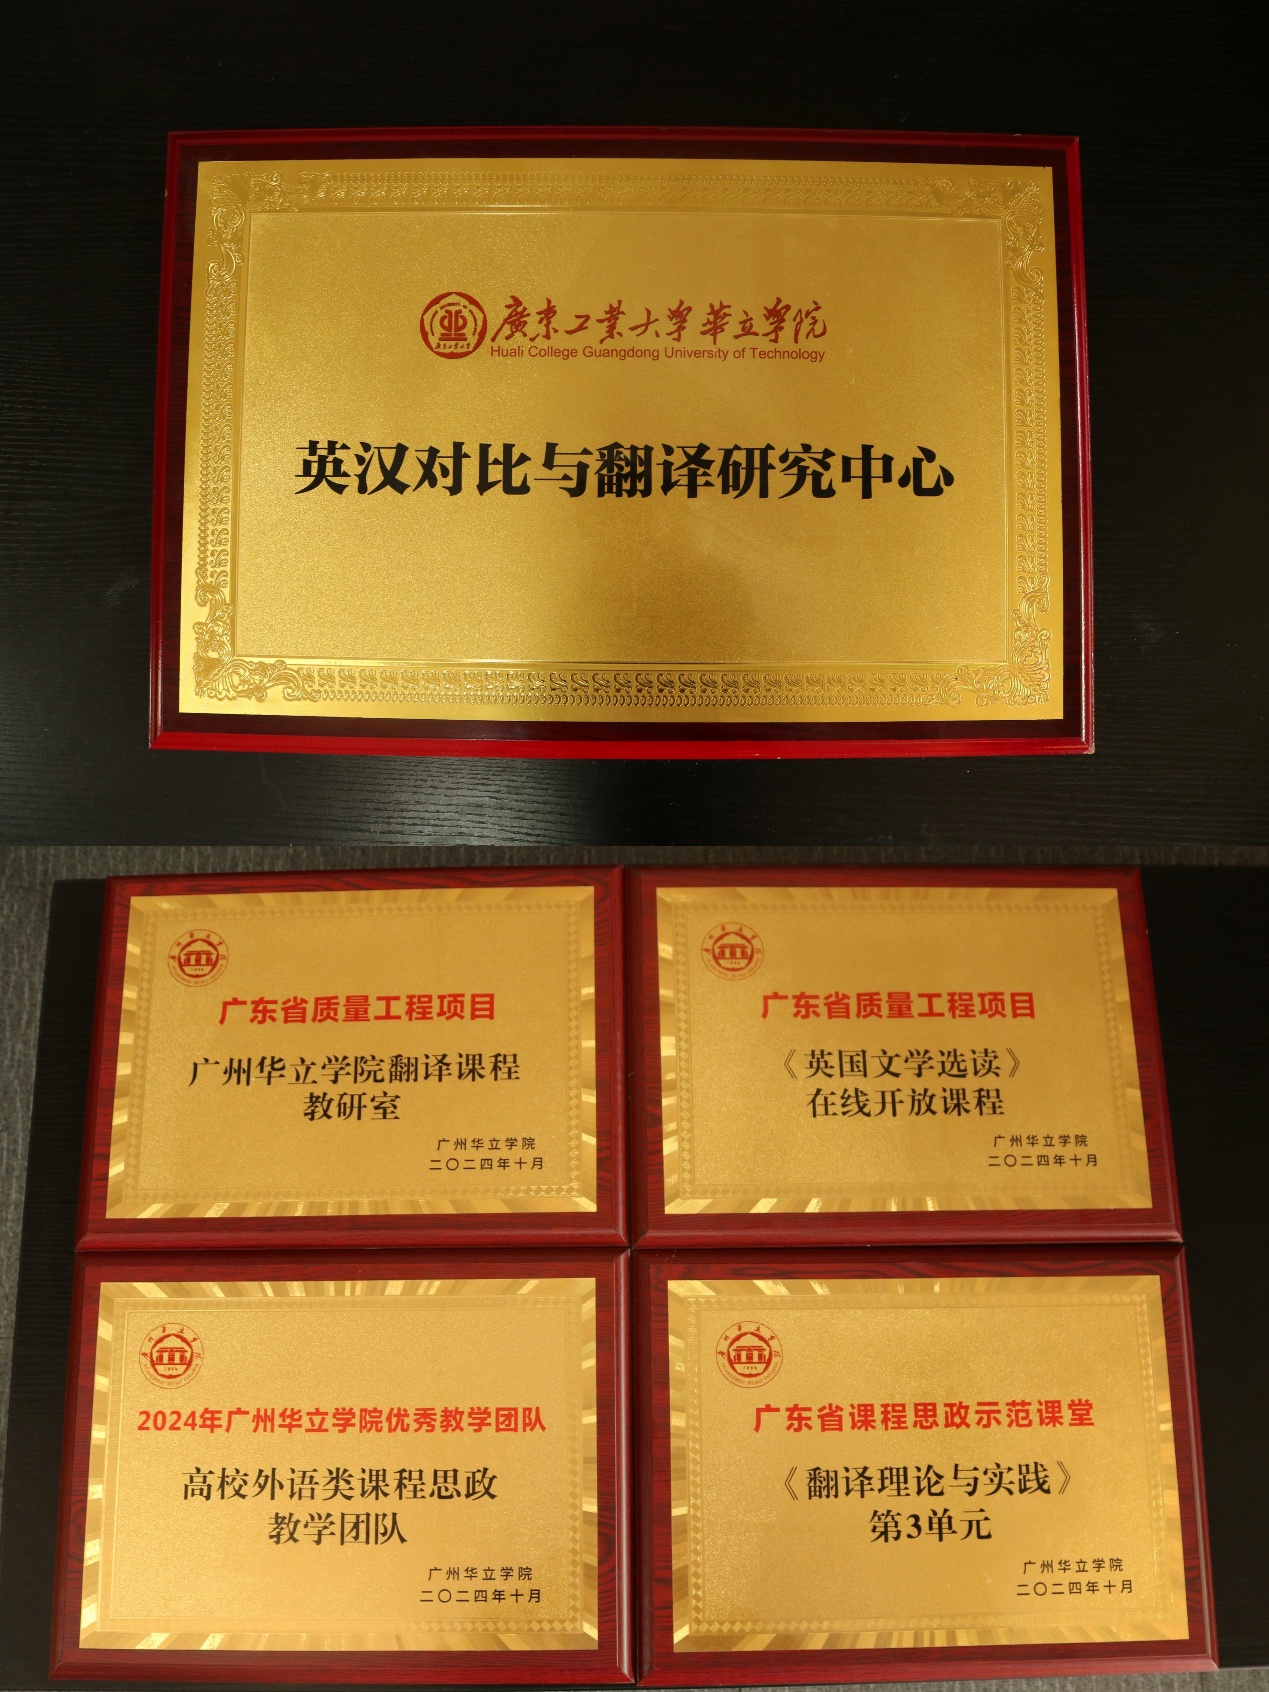 廣東工業大學華立學院
Huali College Guangdong University of Technology
英汉对比与翻译研究中心
广东省质量工程项目
广州华立学院翻译课程
教研室
广州华立学院
二〇二四年十月
广东省质量工程项目
《英国文学选读》
在线开放课程
广州华立学院
二〇二四年十月
2024年广州华立学院优秀教学团队
高校外语类课程思政
教学团队
广州华立学院
二〇二四年十月
广东省课程思政示范课堂
《翻译理论与实践》
第3单元
广州华立学院
二〇二四年十月